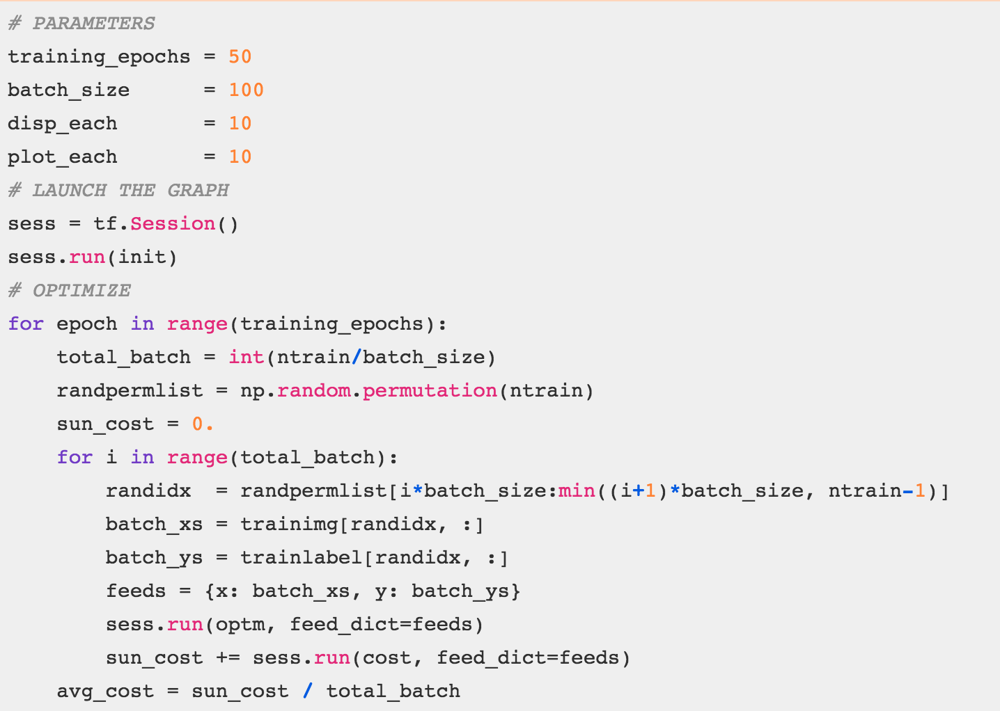 # PARAMETERS
training_epochs = 50
batch_size      = 100
disp_each       = 10
plot_each       = 10
# LAUNCH THE GRAPH
sess = tf.Session()
sess.run(init)
# OPTIMIZE
for epoch in range(training_epochs):
    total_batch = int(ntrain/batch_size)
    randpermlist = np.random.permutation(ntrain)
    sun_cost = 0.
    for i in range(total_batch):
        randidx  = randpermlist[i*batch_size:min((i+1)*batch_size, ntrain-1)]
        batch_xs = trainimg[randidx, :]
        batch_ys = trainlabel[randidx, :]
        feeds = {x: batch_xs, y: batch_ys}
        sess.run(optm, feed_dict=feeds)
        sun_cost += sess.run(cost, feed_dict=feeds)
    avg_cost = sun_cost / total_batch